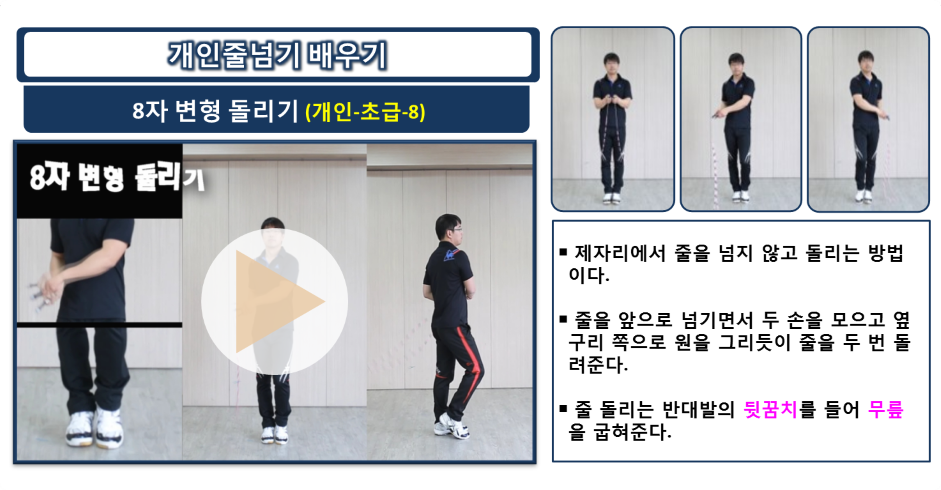 개인줄넘기 배우기
8자 변형 돌리기 (개인-초급-8)
8자 변형 돌리기
▪ 제자리에서 줄을 넘지 않고 돌리는 방법
이다.
▪ 줄을 앞으로 넘기면서 두 손을 모으고 옆
구리 쪽으로 원을 그리듯이 줄을 두 번 돌
려준다.
▪ 줄 돌리는 반대발의 뒷꿈치를 들어 무릎
을 굽혀준다.